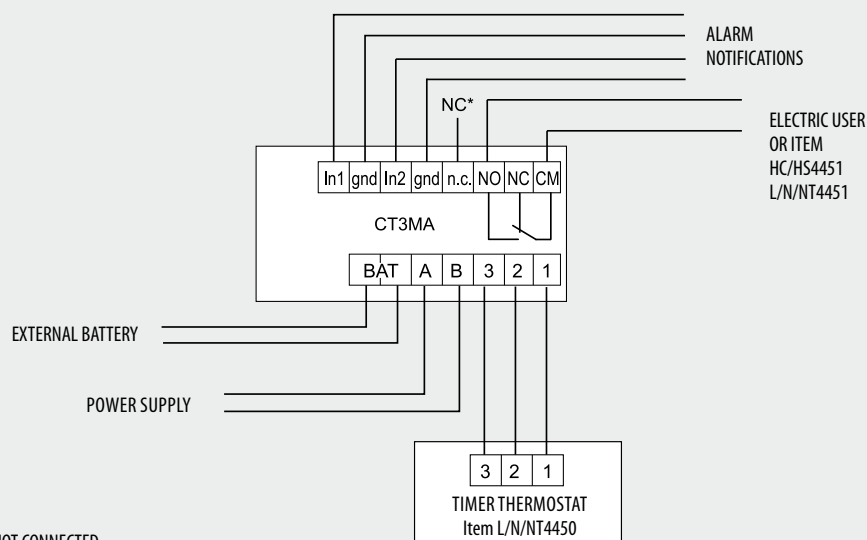 ALARM
NOTIFICATIONS
NC*
ELECTRIC USER
OR ITEM
HC/HS4451
L/N/NT4451
In1 gnd In2 gnd n.c. NO NC CM
CT3MA
BAT A B 3 2 1
EXTERNAL BATTERY
POWER SUPPLY
3 2 1
TIMER THERMOSTAT
Item L/N/NT4450
CONNECTED